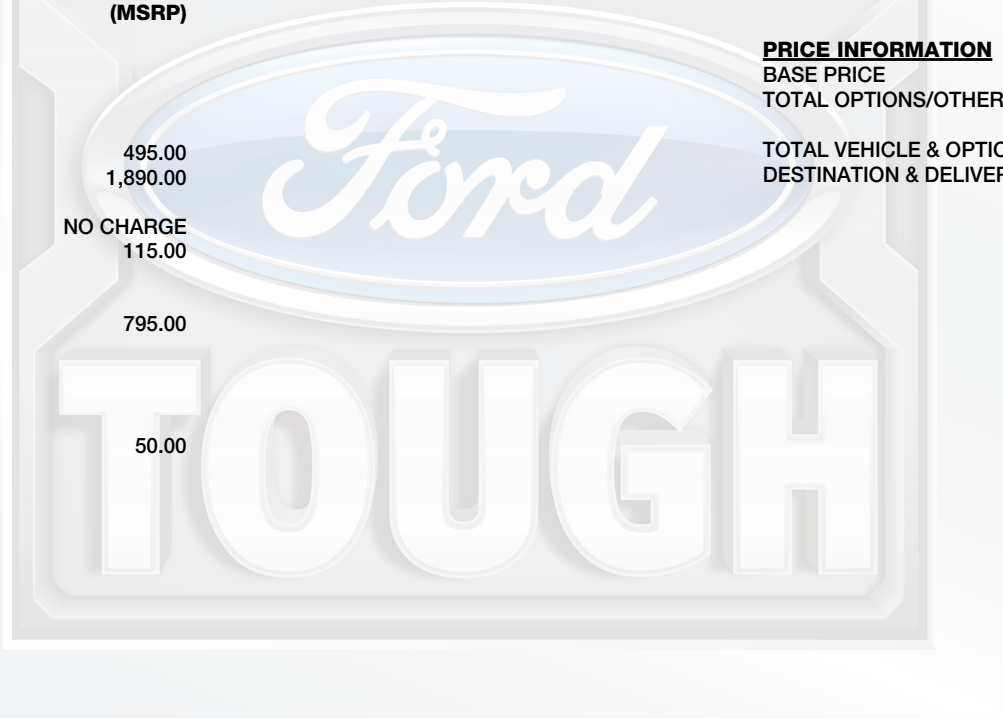 (MSRP)
495.00
1,890.00
NO CHARGE
115.00
795.00
50.00
PRICE INFORMATION
BASE PRICE
TOTAL OPTIONS/OTHER
TOTAL VEHICLE & OPTIO
DESTINATION & DELIVER
Ford
TOUGH